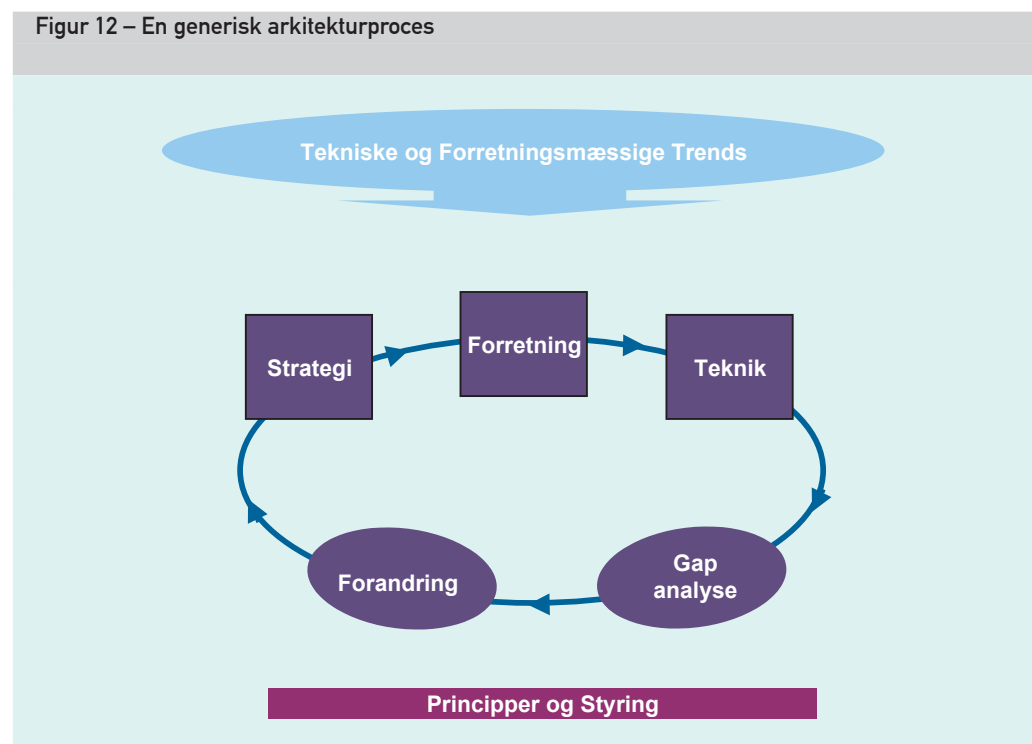 Figur 12 – En generisk arkitekturproces
Tekniske og Forretningsmæssige Trends
Strategi
Forretning
Teknik
Gap
analyse
Forandring
Principper og Styring